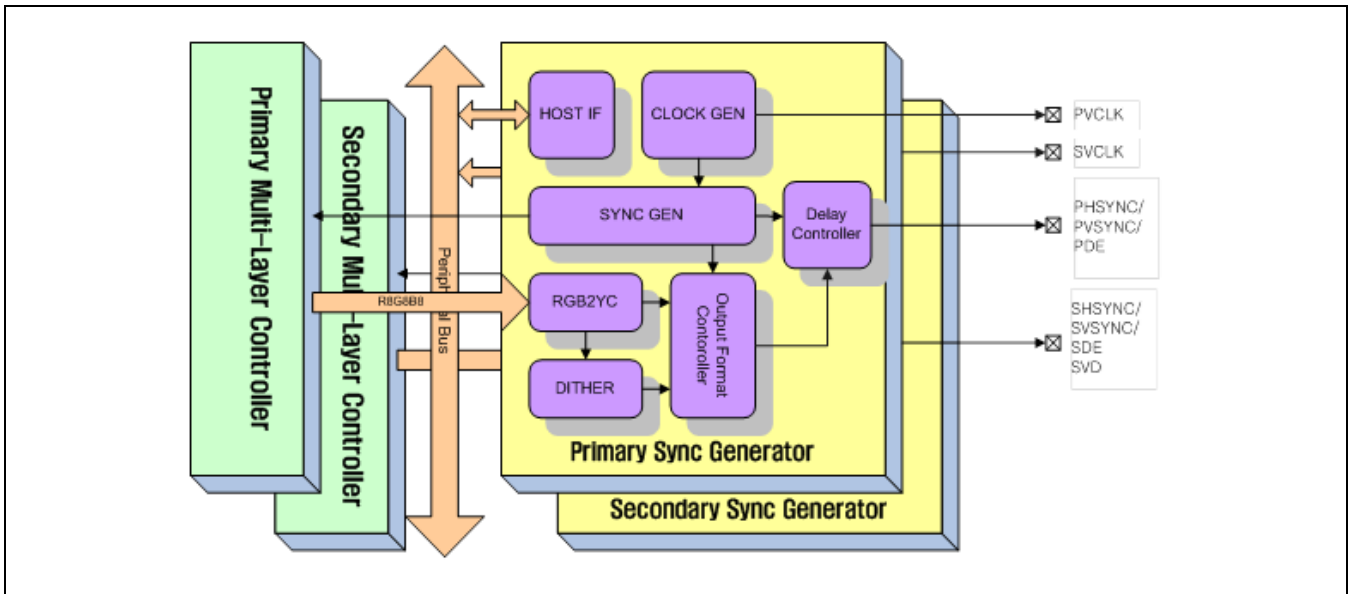 Primary Multi-Layer Controller
Secondary Multi-Layer Controller
Peripheral Bus
R8G8B8
HOST IF
CLOCK GEN
SYNC GEN
Delay
Controller
RGB2YC
DITHER
Output Format
Contoroller
Primary Sync Generator
Secondary Sync Generator
PVCLK
SVCLK
PHSYNC/
PVSYNC/
PDE
SHSYNC/
SVSYNC/
SDE
SVD